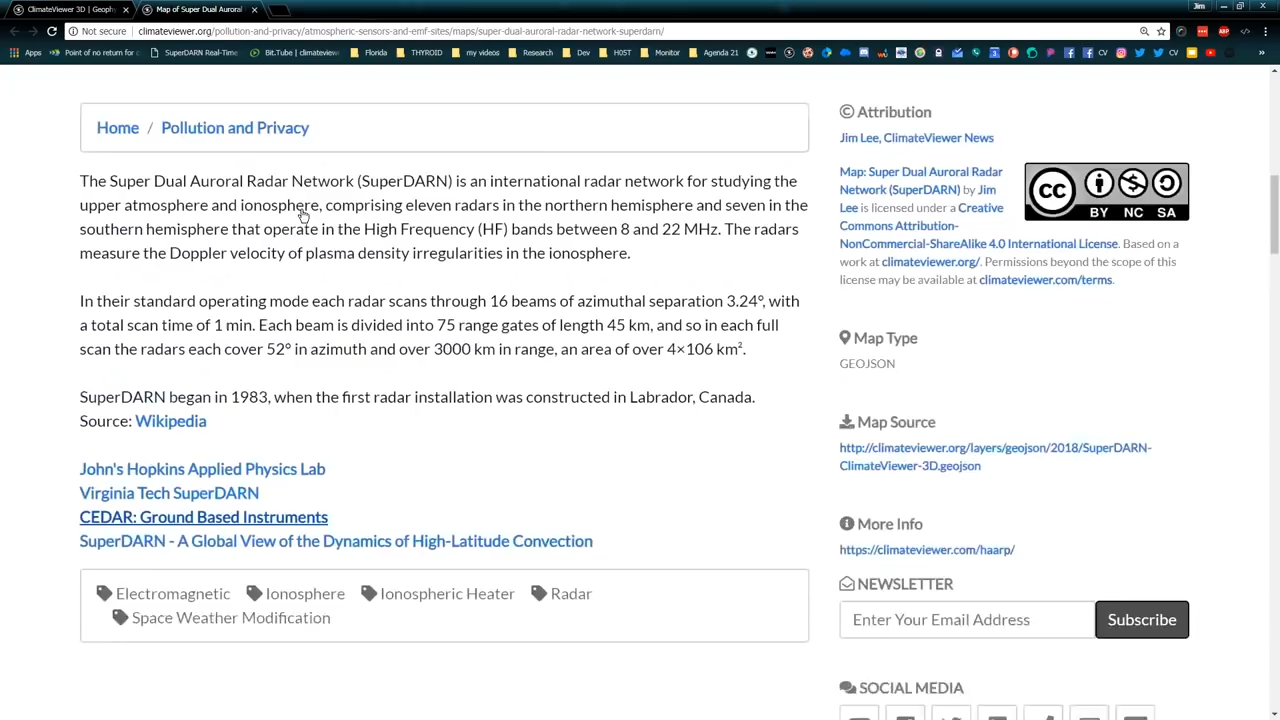 ClimateViewer 3D | Geoph
Map of Super Dual Auroral
Jim
Not secure | climateviewer.org/pollution-and-privacy/atmospheric-sensors-and-emf-sites/maps/super-dual-auroral-radar-network-superdarn/
Apps Point of no return for SuperDARN Real-Time Bit.Tube | climateview Florida THYROID my videos Research Dev H0ST Monitor Agenda 21 CV CV
Home / Pollution and Privacy
The Super Dual Auroral Radar Network (SuperDARN) is an international radar network for studying the
upper atmosphere and ionosphere, comprising eleven radars in the northern hemisphere and seven in the
southern hemisphere that operate in the High Frequency (HF) bands between 8 and 22 MHz. The radars
measure the Doppler velocity of plasma density irregularities in the ionosphere.
In their standard operating mode each radar scans through 16 beams of azimuthal separation 3.24°, with
a total scan time of 1 min. Each beam is divided into 75 range gates of length 45 km, and so in each full
scan the radars each cover 52° in azimuth and over 3000 km in range, an area of over 4×106 km².
SuperDARN began in 1983, when the first radar installation was constructed in Labrador, Canada.
Source: Wikipedia
John's Hopkins Applied Physics Lab
Virginia Tech SuperDARN
CEDAR: Ground Based Instruments
SuperDARN - A Global View of the Dynamics of High-Latitude Convection
Electromagnetic Ionosphere Ionospheric Heater Radar
Space Weather Modification
Attribution
Jim Lee, ClimateViewer News
Map: Super Dual Auroral Radar
Network (SuperDARN) by Jim
Lee is licensed under a Creative
Commons Attribution-
NonCommercial-ShareAlike 4.0 International License. Based on a
work at climateviewer.org/. Permissions beyond the scope of this
license may be available at climateviewer.com/terms.
cc
BY NC SA
Map Type
GEOJSON
Map Source
http://climateviewer.org/layers/geojson/2018/SuperDARN-
ClimateViewer-3D.geojson
More Info
https://climateviewer.com/haarp/
NEWSLETTER
Enter Your Email Address
Subscribe
SOCIAL MEDIA